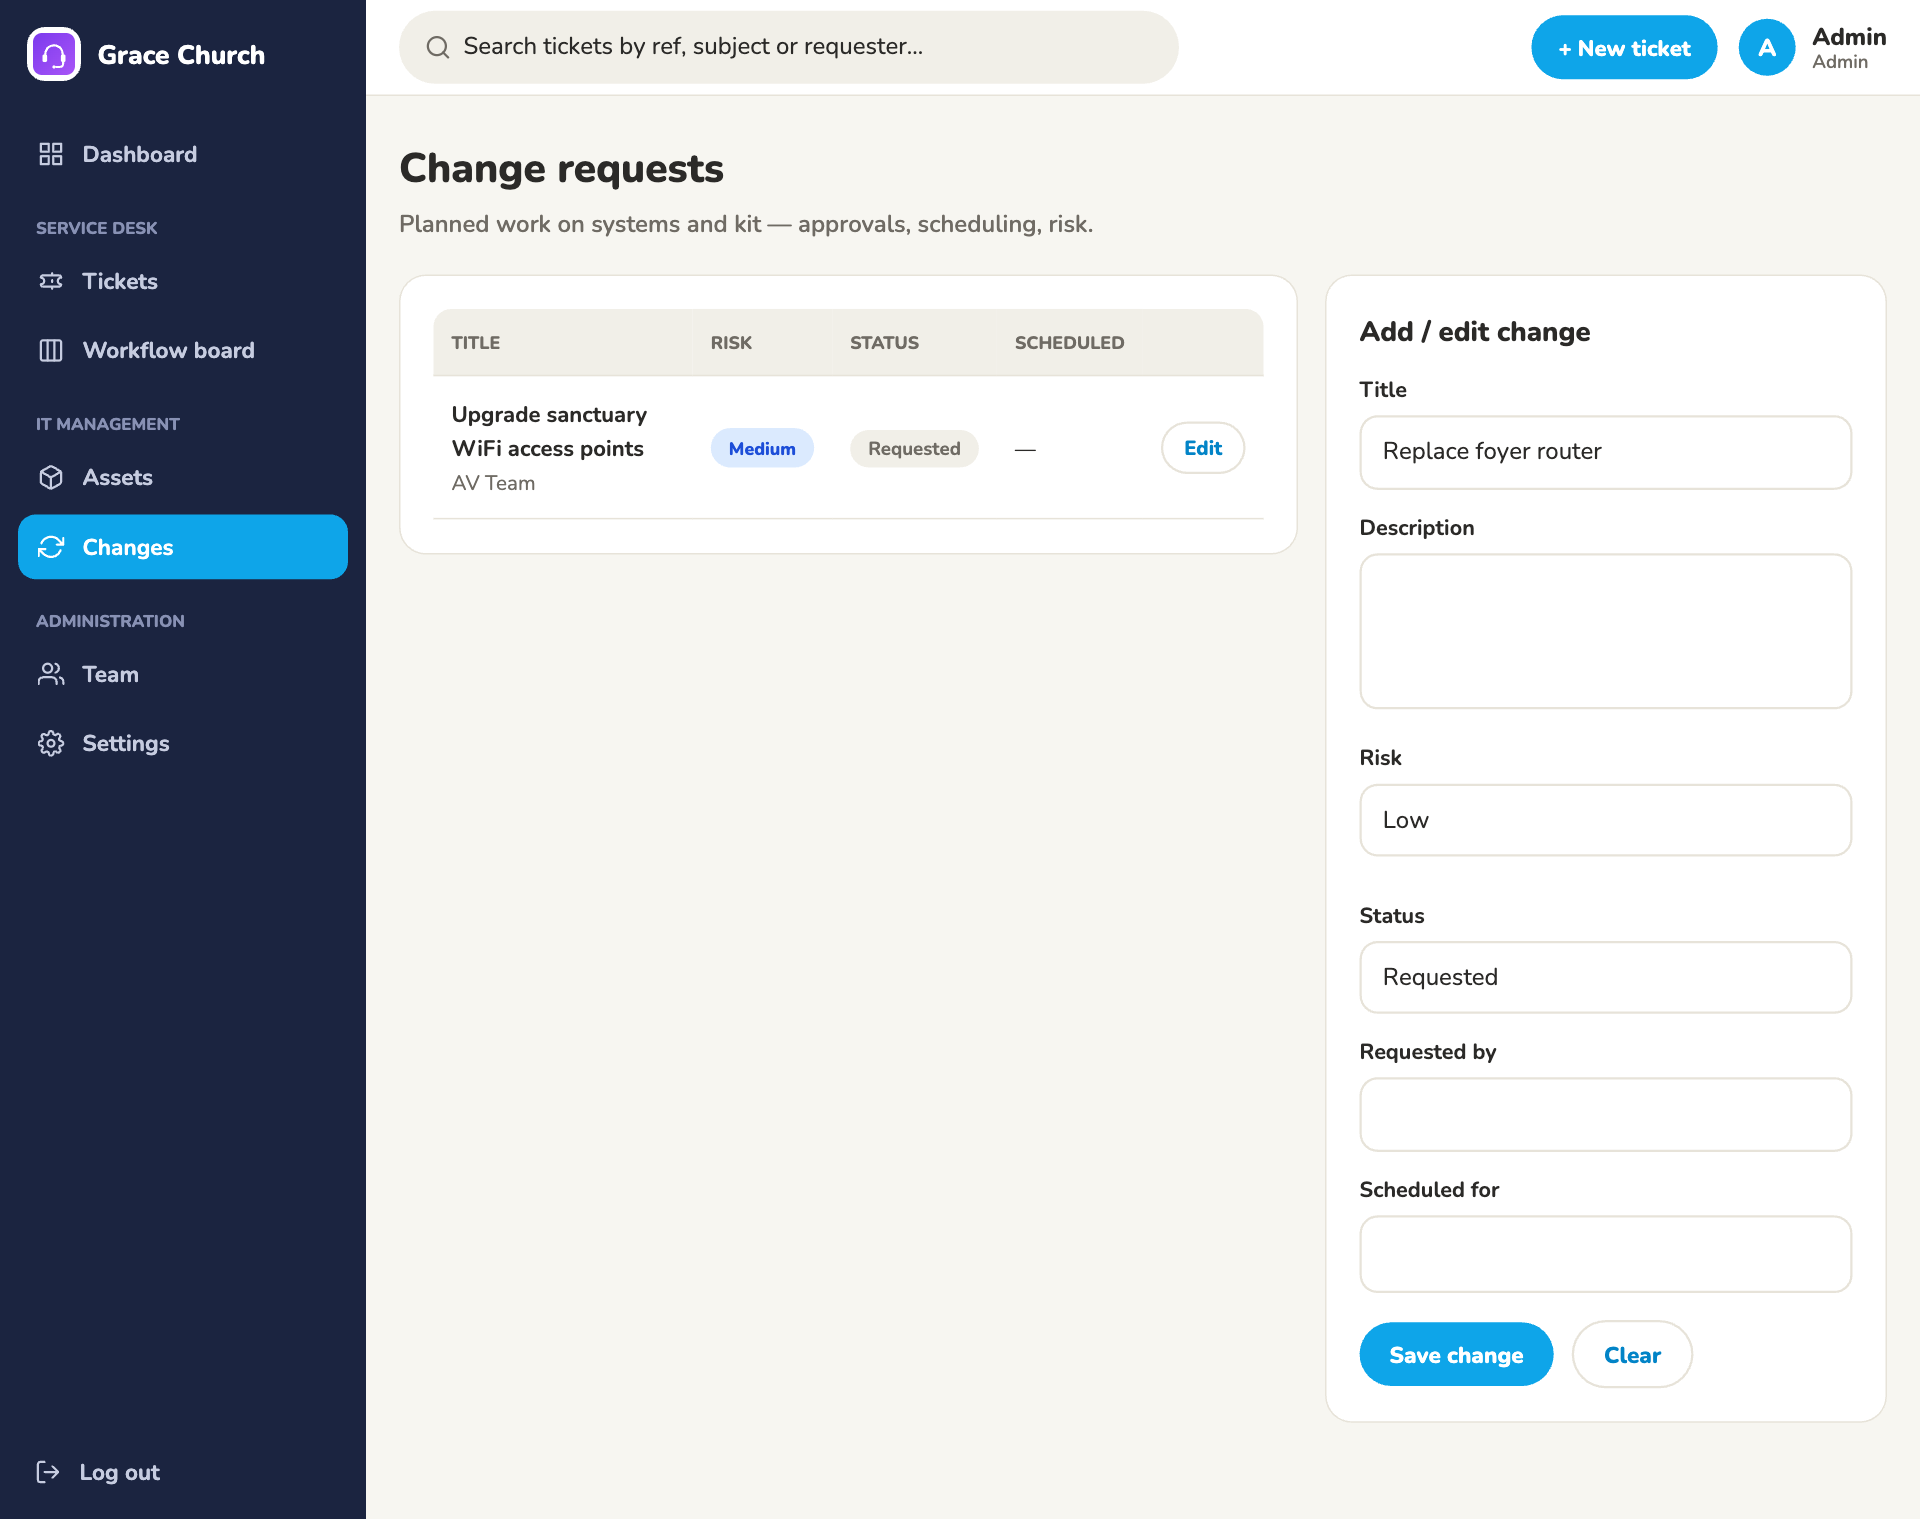 Grace Church
Search tickets by ref, subject or requester...
+ New ticket
A
Admin
Admin
Dashboard
SERVICE DESK
Tickets
Workflow board
IT MANAGEMENT
Assets
Changes
ADMINISTRATION
Team
Settings
Log out
Change requests
Planned work on systems and kit — approvals, scheduling, risk.
TITLE RISK STATUS SCHEDULED
Upgrade sanctuary
WiFi access points
AV Team
Medium
Requested
—
Edit
Add / edit change
Title
Replace foyer router
Description
Risk
Low
Status
Requested
Requested by
Scheduled for
Save change
Clear